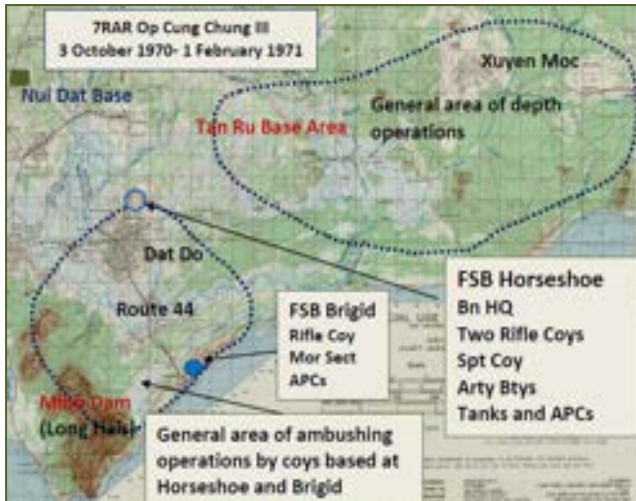 7RAR Op Cung Chung III
3 October 1970- 1 February 1971
Xuyen Moc
Nui Dat Base
General area of depth
operations
Tan Ru Base Area
Dat Do
Route 44
FSB Brigid
Rifle Coy
Mor Sect
APCs
FSB Horseshoe
Bn HQ
Two Rifle Coys
Spt Coy
Arty Btys
Tanks and APCs
Minh Dam
(Long Hais)
General area of ambushing
operations by coys based at
Horseshoe and Brigid